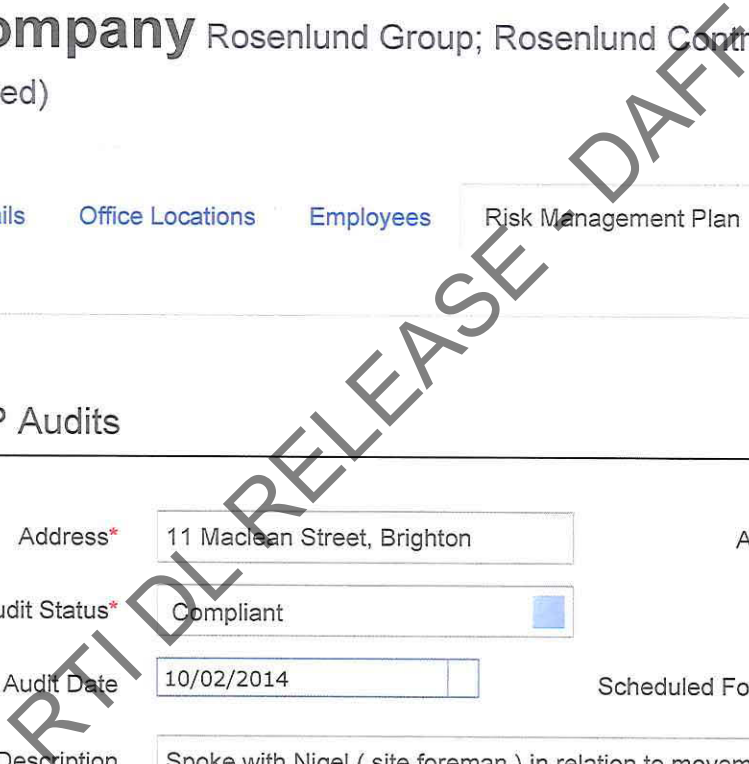 ompany Rosenlund Group; Rosenlund Contr
ed)
ils Office Locations Employees Risk Management Plan
P Audits
Address* 11 Maclean Street, Brighton A
udit Status* Compliant
Audit Date 10/02/2014 Scheduled Fo
Description Spoke with Nigel ( site foreman ) in relation to movem
RTI DL RELEASE - DAFF